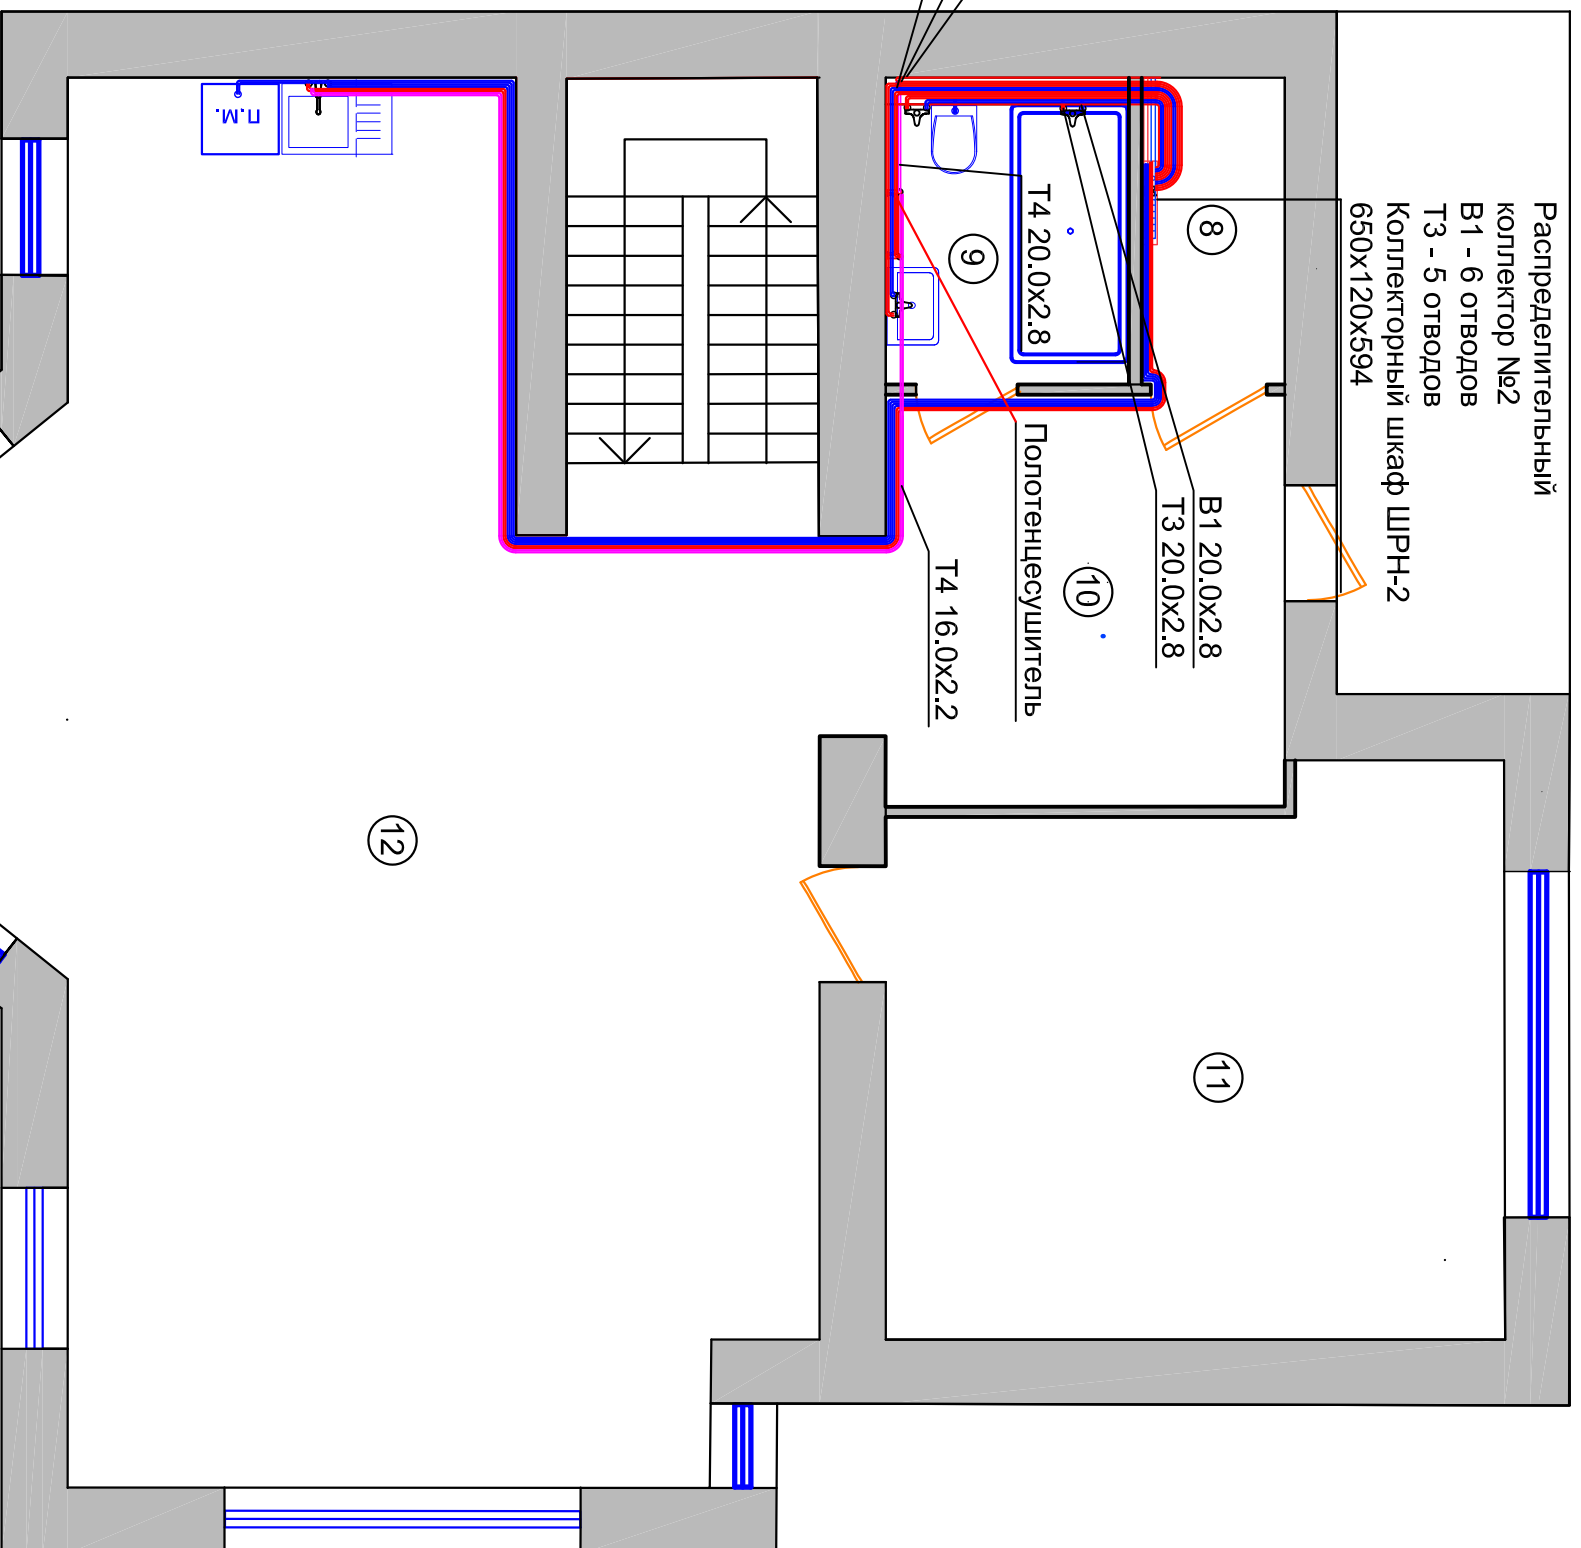 Распределительный
коллектор №2
В1 - 6 отводов
Т3 - 5 отводов
Коллекторный шкаф ШРН-2
650х120х594
8
9
Т4 20.0х2.8
В1 20.0х2.8
Т3 20.0х2.8
10
Полотенцесушитель
Т4 16.0х2.2
П.М.
11
12